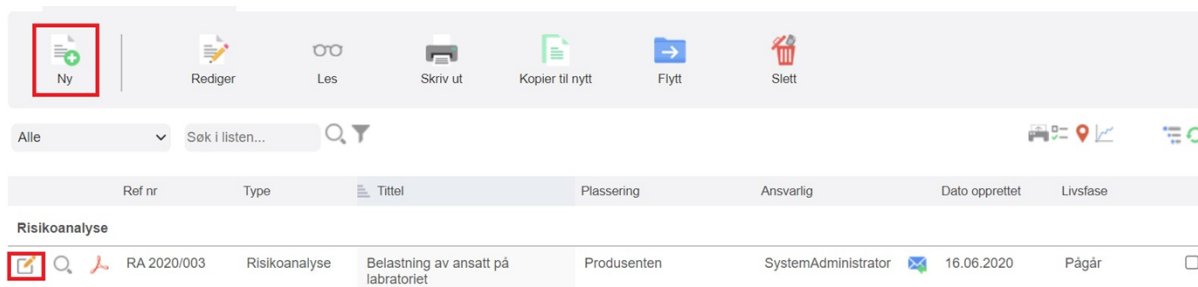 Ny Rediger Les Skriv ut Kopier til nytt Flytt Slett
Alle Søk i listen...
Ref nr Type Tittel Plassering Ansvarlig Dato opprettet Livsfase
Risikoanalyse
RA 2020/003 Risikoanalyse Belastning av ansatt på Produsenten SystemAdministrator 16.06.2020 Pågår
labratoriet